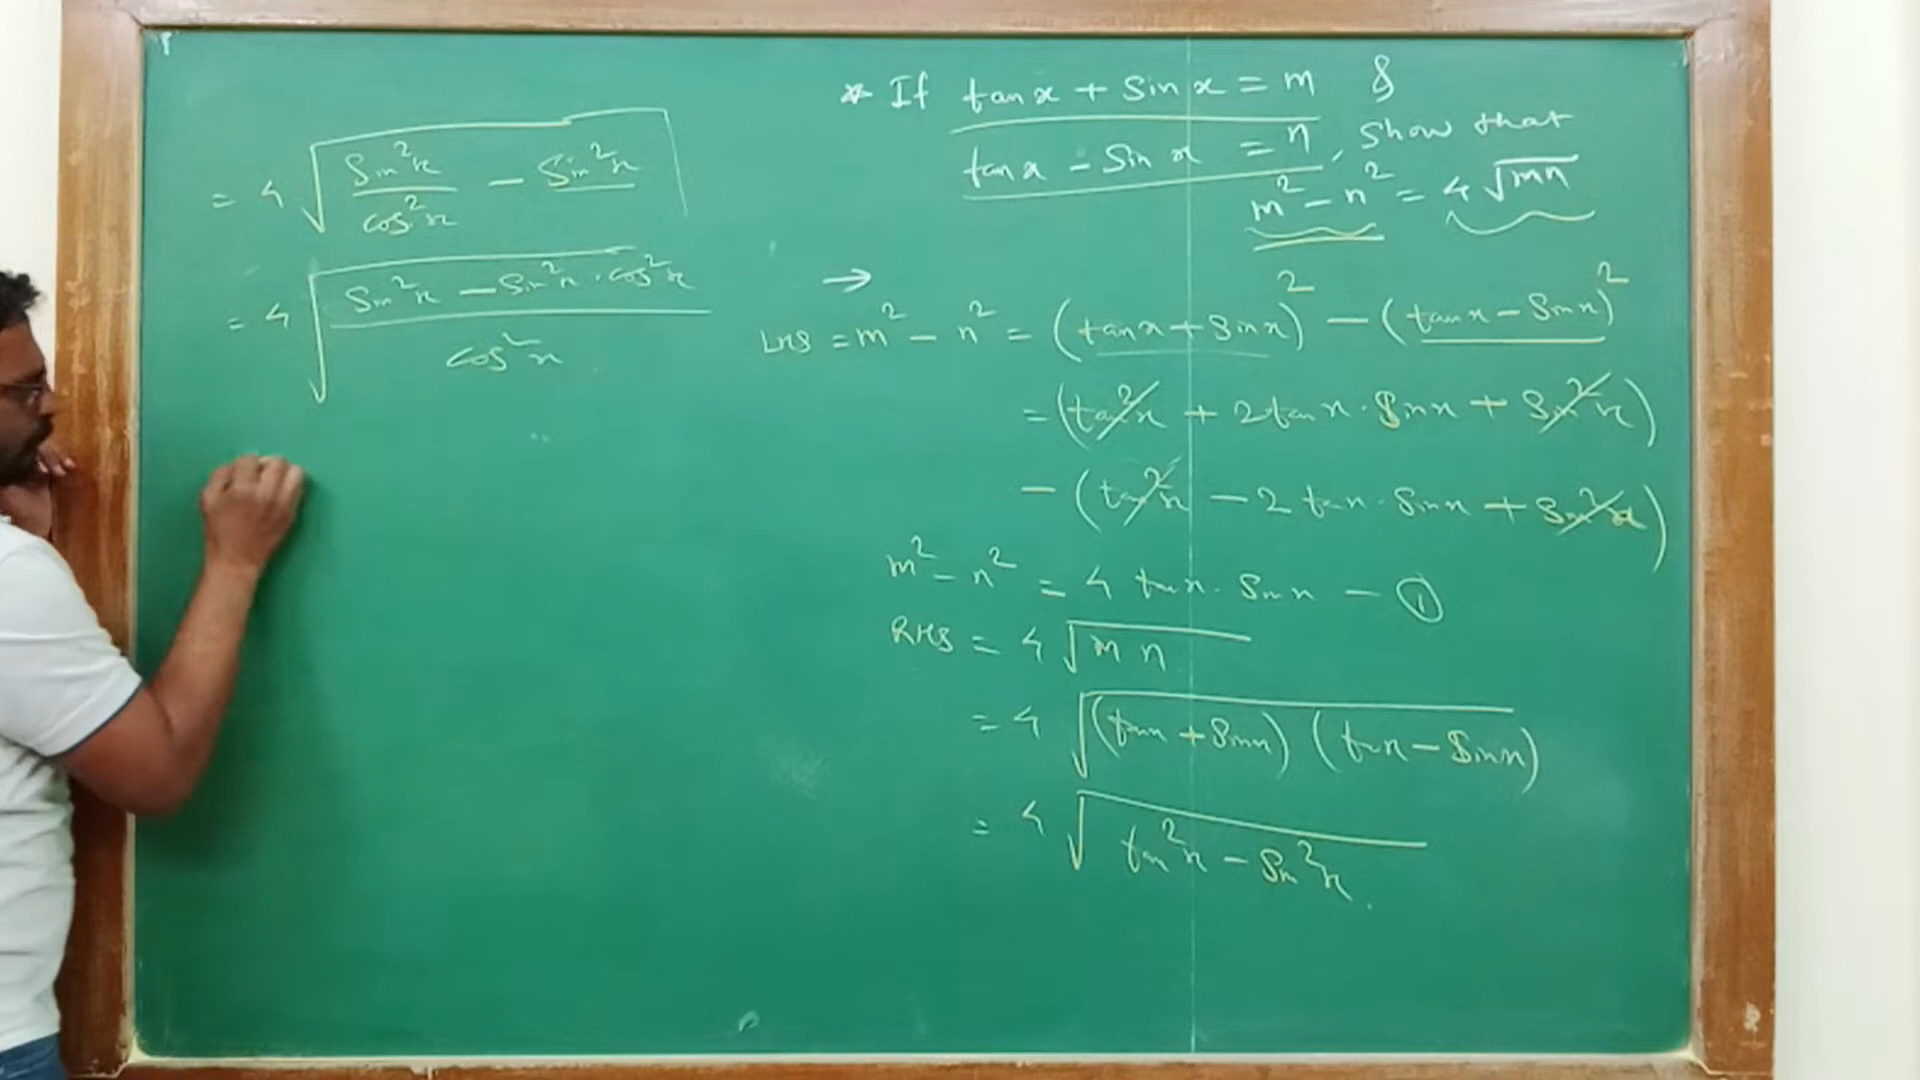 * If tan x + Sin x = m &
tan x - Sin x = n, Show that
m² - n² = 4 √mn
→
LHS = m² - n² = (tan x + Sin x)² - (tan x - Sin x)²
= (tan²x + 2 tan x · Sin x + Sin²x)
- (tan²x - 2 tan x · Sin x + Sin²x)
m² - n² = 4 tan x · Sin x - ①
RHS = 4 √m n
= 4 √(tan x + Sin x) (tan x - Sin x)
= 4 √tan²x - Sin²x
= 4 √Sin²x / Cos²x - Sin²x
= 4 √Sin²x - Sin²x · Cos²x / Cos²x